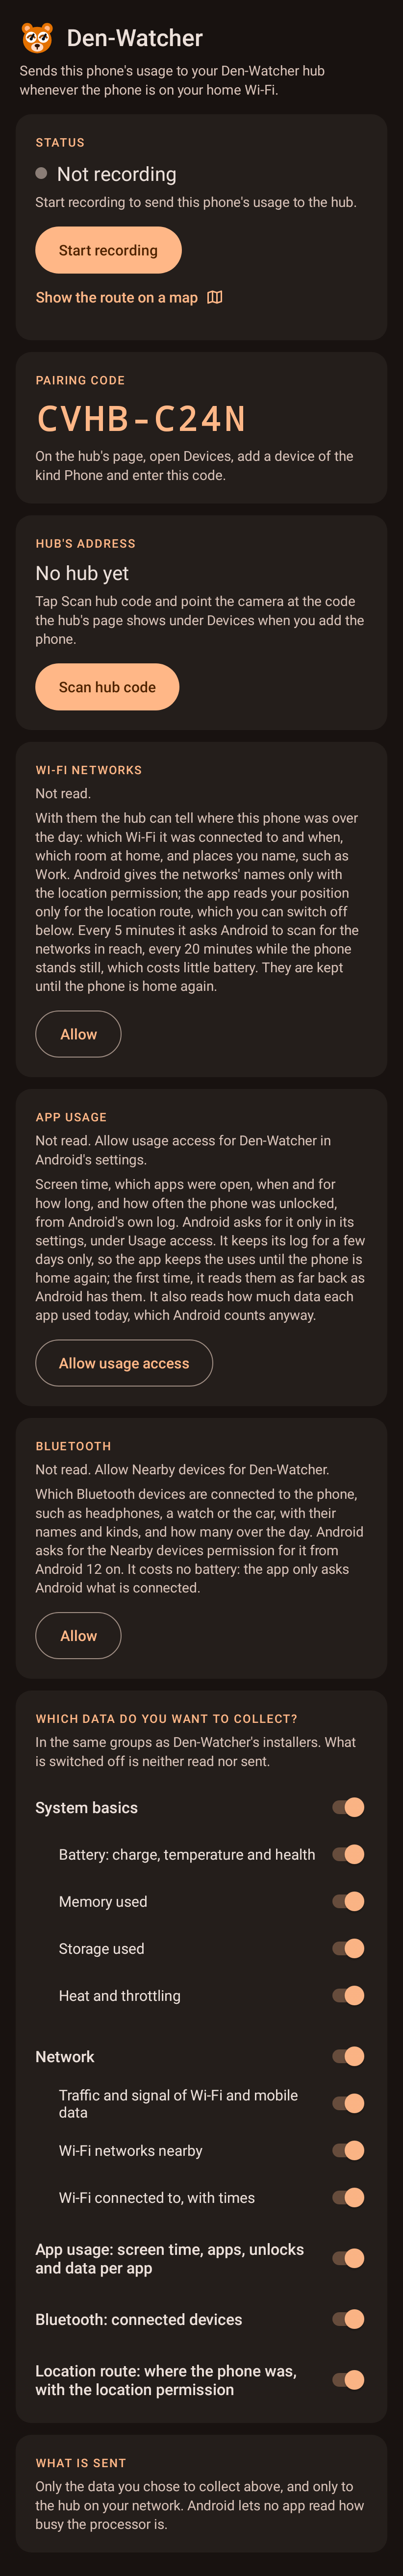 Den-Watcher
Sends this phone's usage to your Den-Watcher hub
whenever the phone is on your home Wi-Fi.
STATUS
Not recording
Start recording to send this phone's usage to the hub.
Start recording
Show the route on a map
PAIRING CODE
CVHB-C24N
On the hub's page, open Devices, add a device of the
kind Phone and enter this code.
HUB'S ADDRESS
No hub yet
Tap Scan hub code and point the camera at the code
the hub's page shows under Devices when you add the
phone.
Scan hub code
WI-FI NETWORKS
Not read.
With them the hub can tell where this phone was over
the day: which Wi-Fi it was connected to and when,
which room at home, and places you name, such as
Work. Android gives the networks' names only with
the location permission; the app reads your position
only for the location route, which you can switch off
below. Every 5 minutes it asks Android to scan for the
networks in reach, every 20 minutes while the phone
stands still, which costs little battery. They are kept
until the phone is home again.
Allow
APP USAGE
Not read. Allow usage access for Den-Watcher in
Android's settings.
Screen time, which apps were open, when and for
how long, and how often the phone was unlocked,
from Android's own log. Android asks for it only in its
settings, under Usage access. It keeps its log for a few
days only, so the app keeps the uses until the phone is
home again; the first time, it reads them as far back as
Android has them. It also reads how much data each
app used today, which Android counts anyway.
Allow usage access
BLUETOOTH
Not read. Allow Nearby devices for Den-Watcher.
Which Bluetooth devices are connected to the phone,
such as headphones, a watch or the car, with their
names and kinds, and how many over the day. Android
asks for the Nearby devices permission for it from
Android 12 on. It costs no battery: the app only asks
Android what is connected.
Allow
WHICH DATA DO YOU WANT TO COLLECT?
In the same groups as Den-Watcher's installers. What
is switched off is neither read nor sent.
System basics
Battery: charge, temperature and health
Memory used
Storage used
Heat and throttling
Network
Traffic and signal of Wi-Fi and mobile
data
Wi-Fi networks nearby
Wi-Fi connected to, with times
App usage: screen time, apps, unlocks
and data per app
Bluetooth: connected devices
Location route: where the phone was,
with the location permission
WHAT IS SENT
Only the data you chose to collect above, and only to
the hub on your network. Android lets no app read how
busy the processor is.